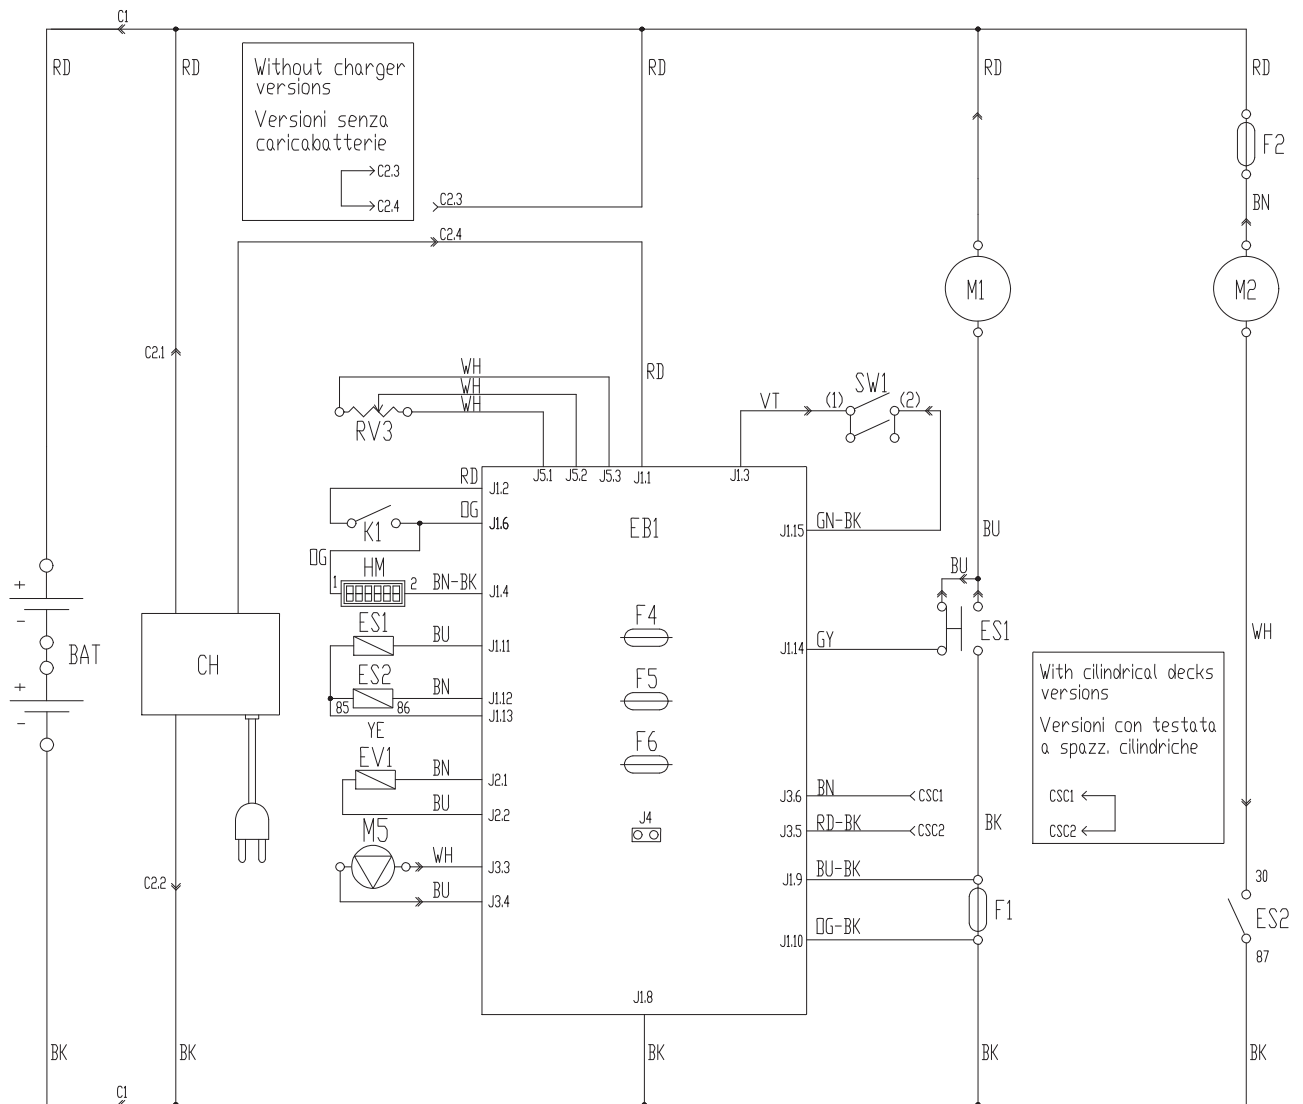 C1
RD
RD
RD
RD
RD
Without charger
versions
Versioni senza
caricabatterie
C2.3
C2.4
C2.3
C2.4
F2
BN
M1
M2
C2.1
WH
WH
WH
RV3
RD
VT
(1)
SW1
(2)
J5.1
J5.2
J5.3
J1.1
J1.3
RD
J1.2
OG
J1.6
K1
EB1
J1.15
GN-BK
BU
OG
HM
1
2
BN-BK
J1.4
BU
ES1
BU
J1.11
F4
J1.14
GY
ES1
ES2
BN
J1.12
85
86
J1.13
YE
F5
+
-
BAT
+
-
CH
WH
With cilindrical decks
versions
Versioni con testata
a spazz. cilindriche
CSC1
CSC2
EV1
BN
J2.1
BU
J2.2
F6
J3.6
BN
CSC1
J3.5
RD-BK
CSC2
BK
J4
M5
WH
J3.3
BU
J3.4
C2.2
J1.9
BU-BK
F1
J1.10
OG-BK
30
ES2
87
J1.8
BK
BK
BK
BK
BK
C1